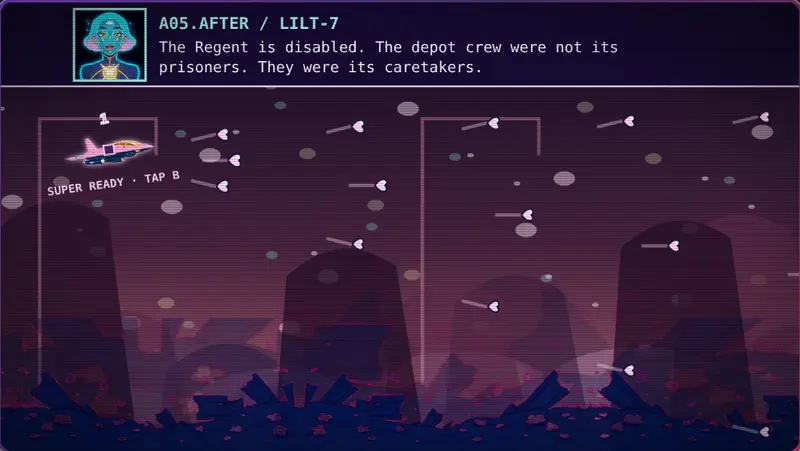 A05.AFTER / LILT-7
The Regent is disabled. The depot crew were not its
prisoners. They were its caretakers.
1
SUPER READY · TAP B